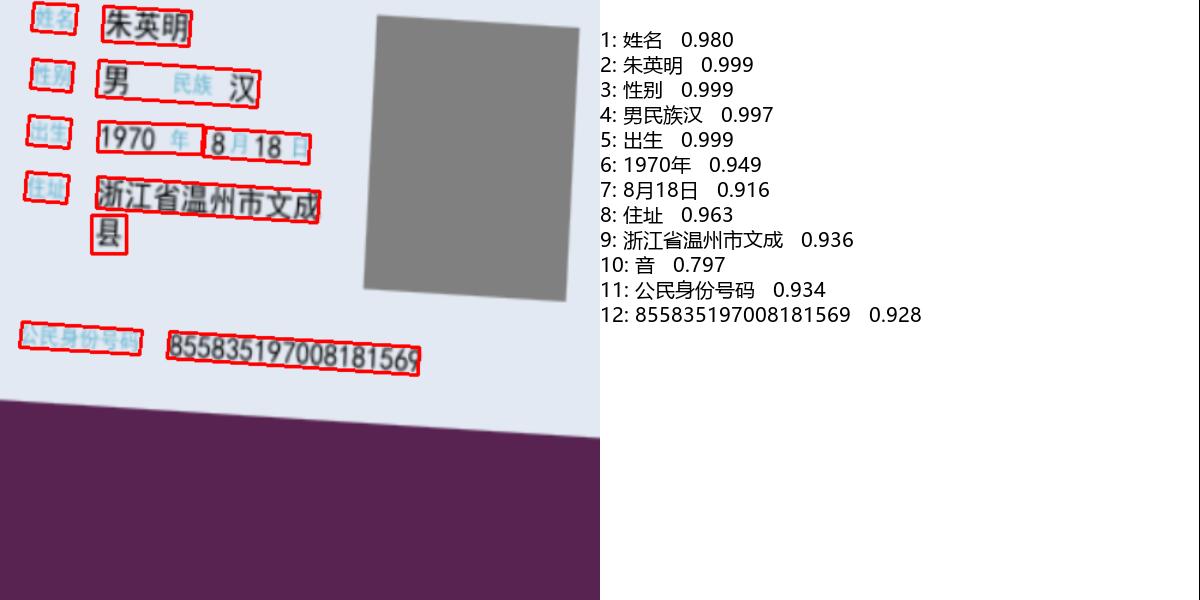 姓名 朱英明
性别 男 民族 汉
出生 1970 年 8 月 18 日
住址 浙江省温州市文成
县
公民身份号码 855835197008181569
1: 姓名 0.980
2: 朱英明 0.999
3: 性别 0.999
4: 男民族汉 0.997
5: 出生 0.999
6: 1970年 0.949
7: 8月18日 0.916
8: 住址 0.963
9: 浙江省温州市文成 0.936
10: 音 0.797
11: 公民身份号码 0.934
12: 855835197008181569 0.928